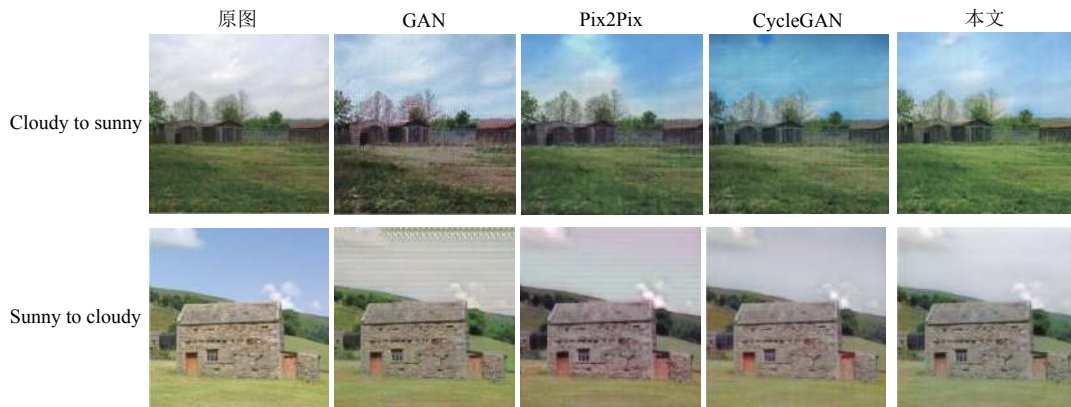 原图 GAN Pix2Pix CycleGAN 本文
Cloudy to sunny
Sunny to cloudy